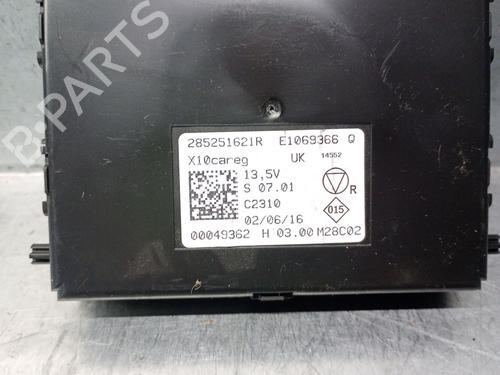 B-PARTS
285251621R E1069366 Q
X10careg UK 14552
13,5V
S 07.01
R
C2310
015
02/06/16
00049362 H 03.00 M28C02